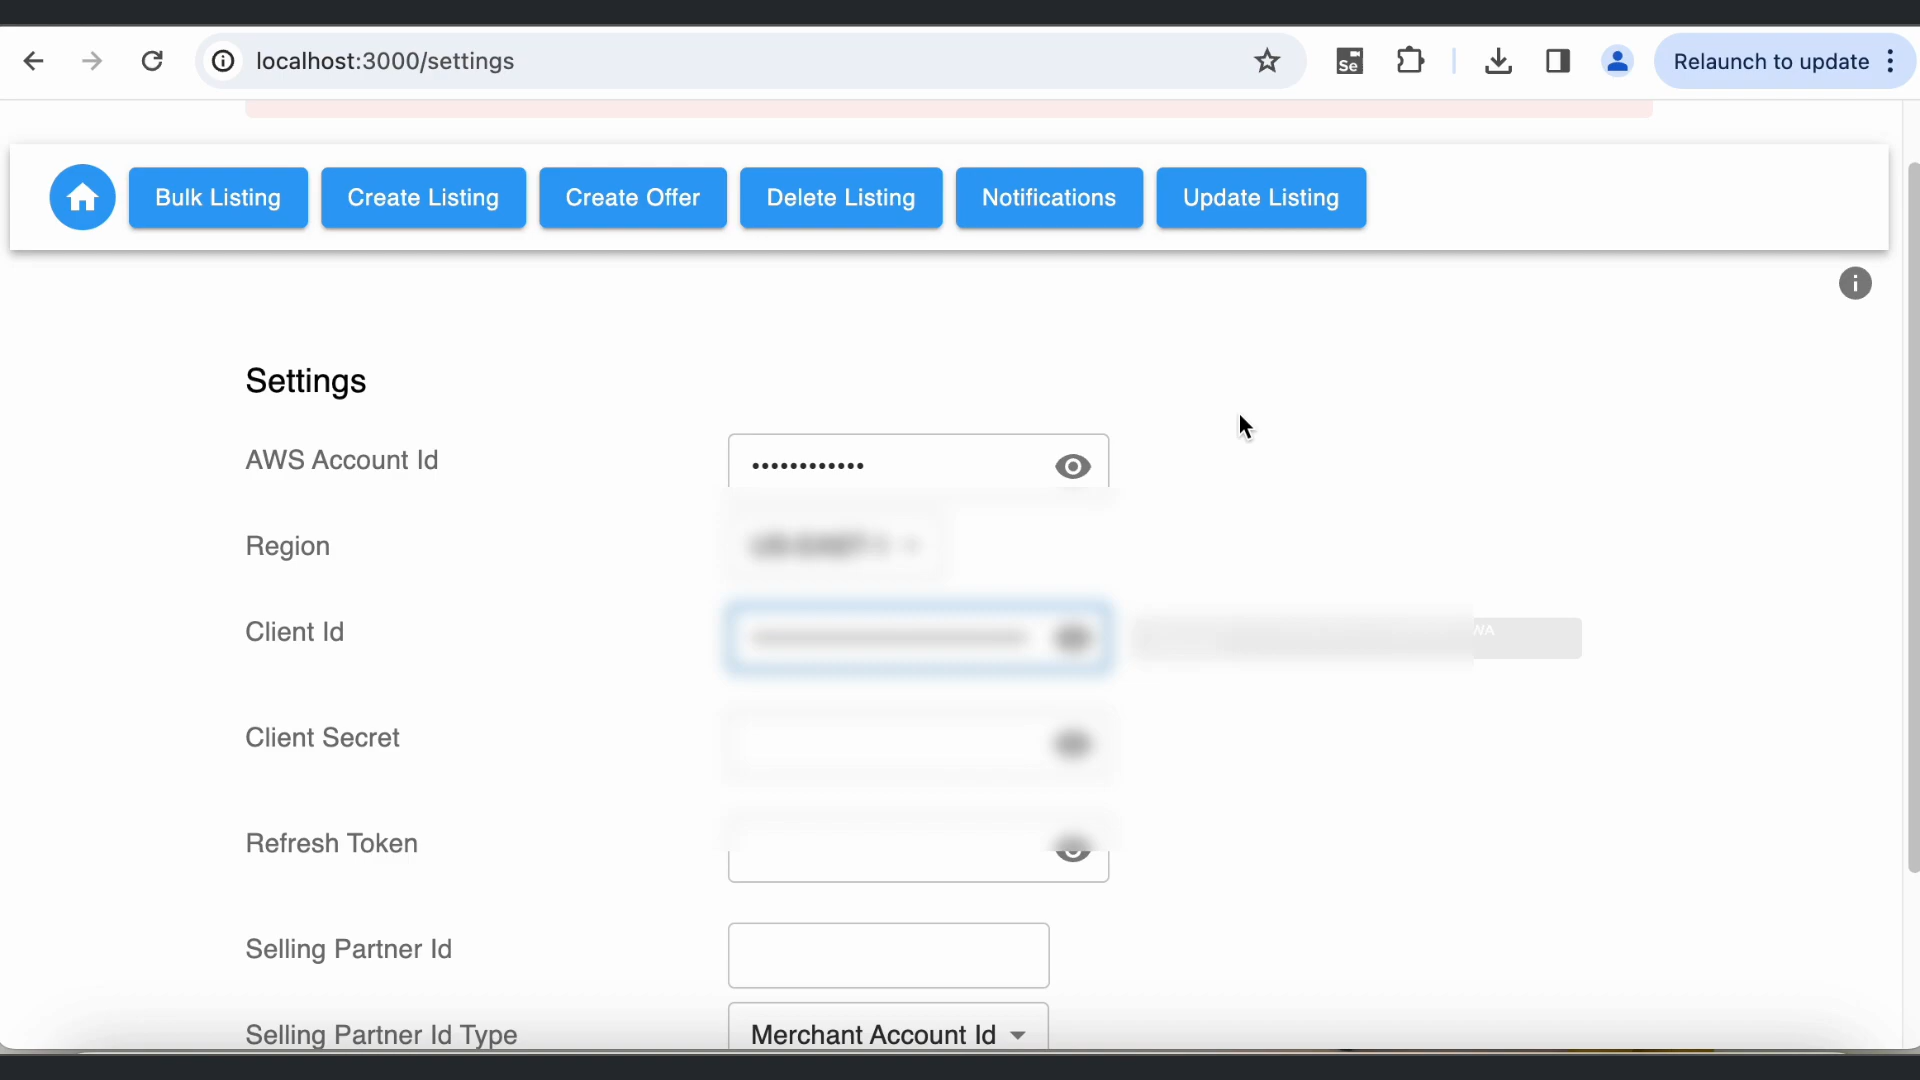 localhost:3000/settings
Se
Relaunch to update
Bulk Listing
Create Listing
Create Offer
Delete Listing
Notifications
Update Listing
Settings
AWS Account Id
••••••••••••
Region
Client Id
WA
Client Secret
Refresh Token
Selling Partner Id
Selling Partner Id Type
Merchant Account Id